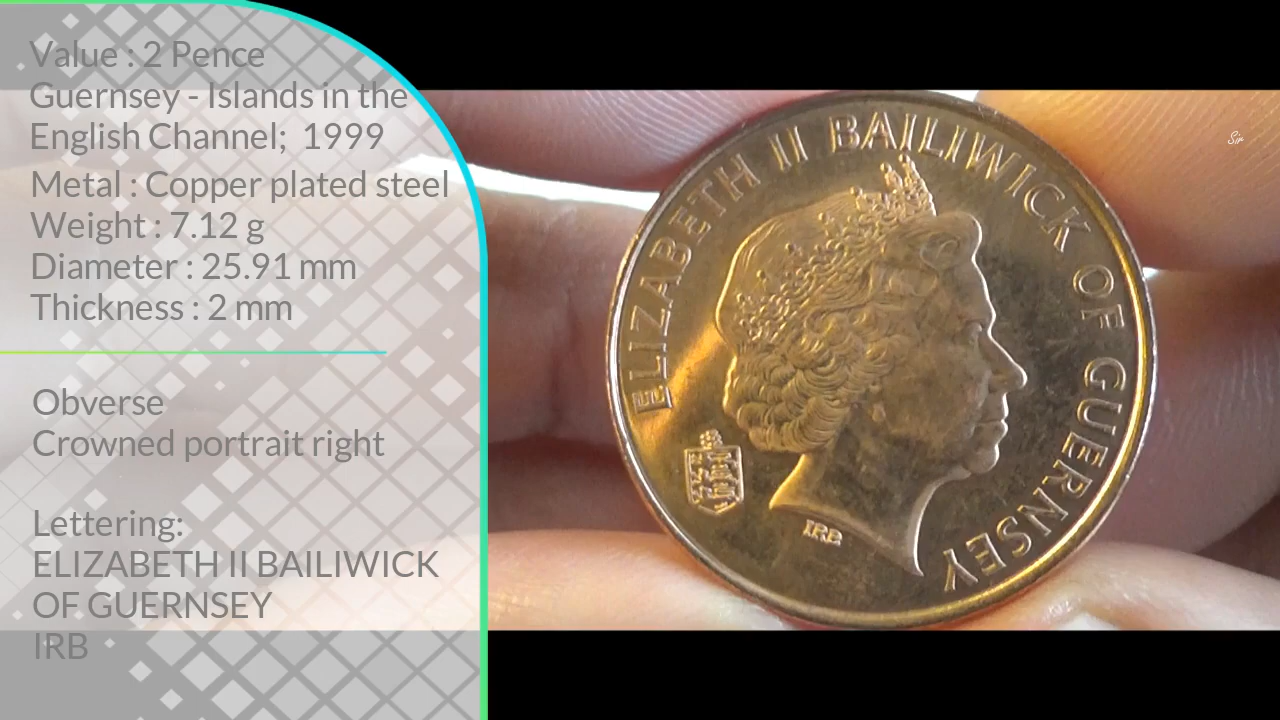 Value : 2 Pence
Guernsey - Islands in the
English Channel;  1999
Metal : Copper plated steel
Weight : 7.12 g
Diameter : 25.91 mm
Thickness : 2 mm
Obverse
Crowned portrait right
Lettering:
ELIZABETH II BAILIWICK
OF GUERNSEY
IRB
ELIZABETH II BAILIWICK OF GUERNSEY
IRB
Sir